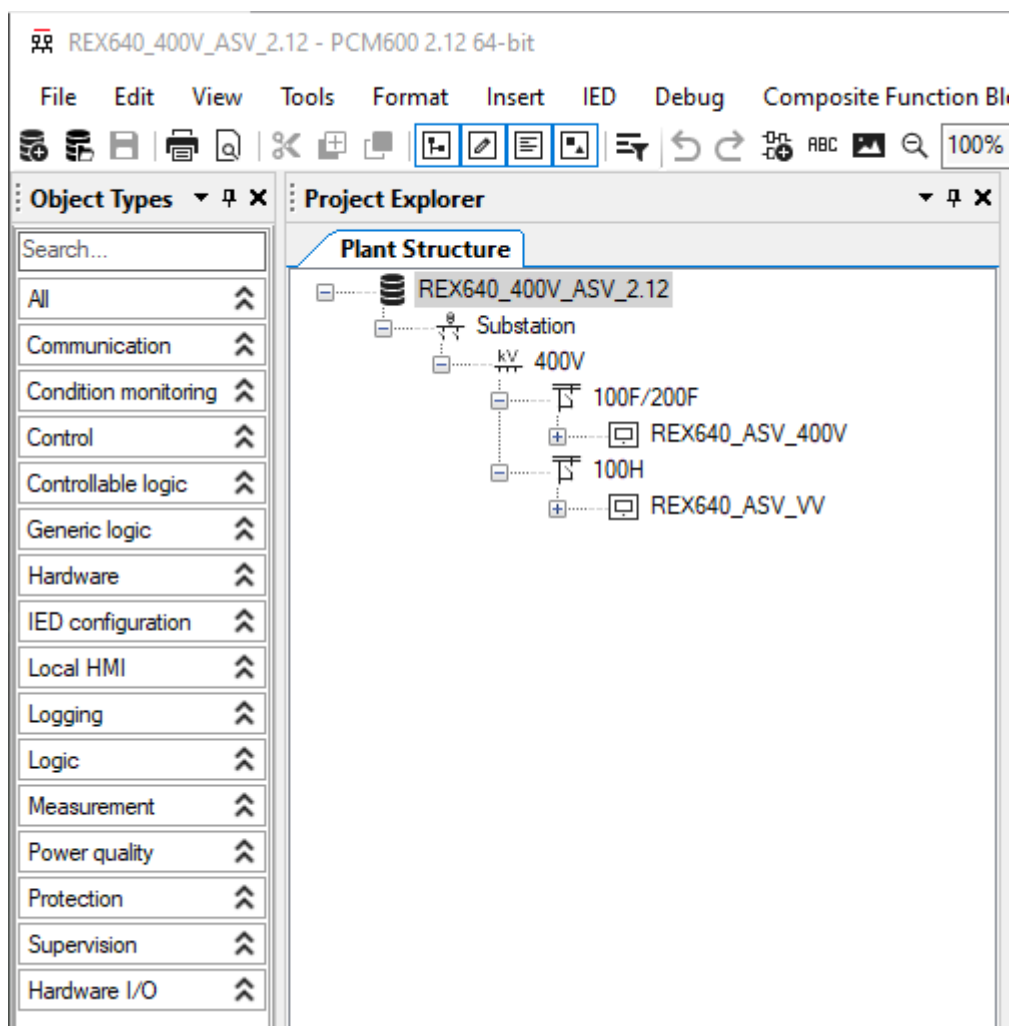 REX640_400V_ASV_2.12 - PCM600 2.12 64-bit
File Edit View Tools Format Insert IED Debug Composite Function Bl
ABC 100%
Object Types
Project Explorer
Search...
All
Communication
Condition monitoring
Control
Controllable logic
Generic logic
Hardware
IED configuration
Local HMI
Logging
Logic
Measurement
Power quality
Protection
Supervision
Hardware I/O
Plant Structure
REX640_400V_ASV_2.12
Substation
kV 400V
100F/200F
REX640_ASV_400V
100H
REX640_ASV_VV